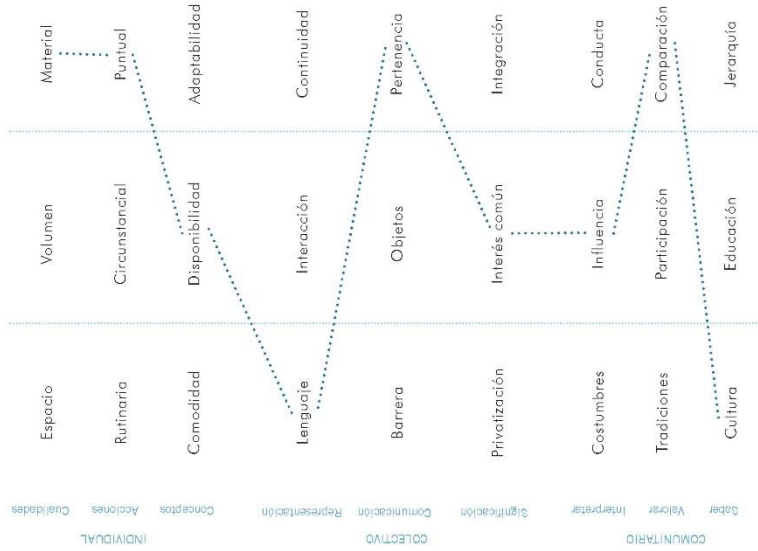 INDIVIDUAL
Cualidades
Espacio
Volumen
Material
Acciones
Rutinaria
Circunstancial
Puntual
Conceptos
Comodidad
Disponibilidad
Adaptabilidad
COLECTIVO
Representación
Lenguaje
Interacción
Continuidad
Comunicación
Barrera
Objetos
Pertenencia
Significación
Privatización
Interés común
Integración
COMUNITARIO
Interpretar
Costumbres
Influencia
Conducta
Valorar
Tradiciones
Participación
Comparación
Saber
Cultura
Educación
Jerarquía